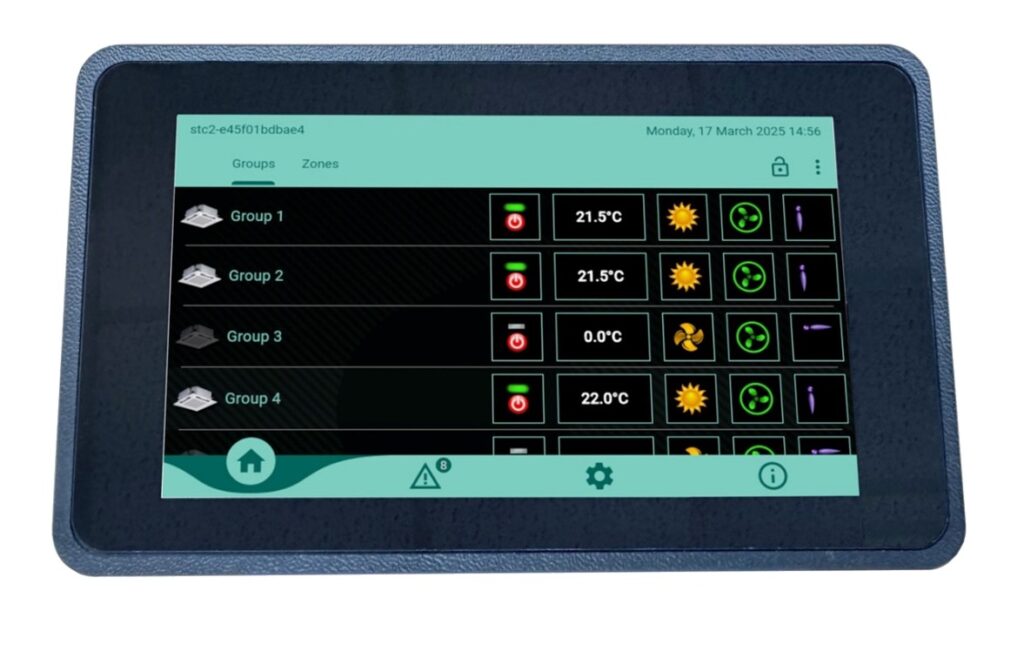 stc2-e45f01bdbae4
Monday, 17 March 2025 14:56
Groups Zones
Group 1 21.5°C
Group 2 21.5°C
Group 3 0.0°C
Group 4 22.0°C
8